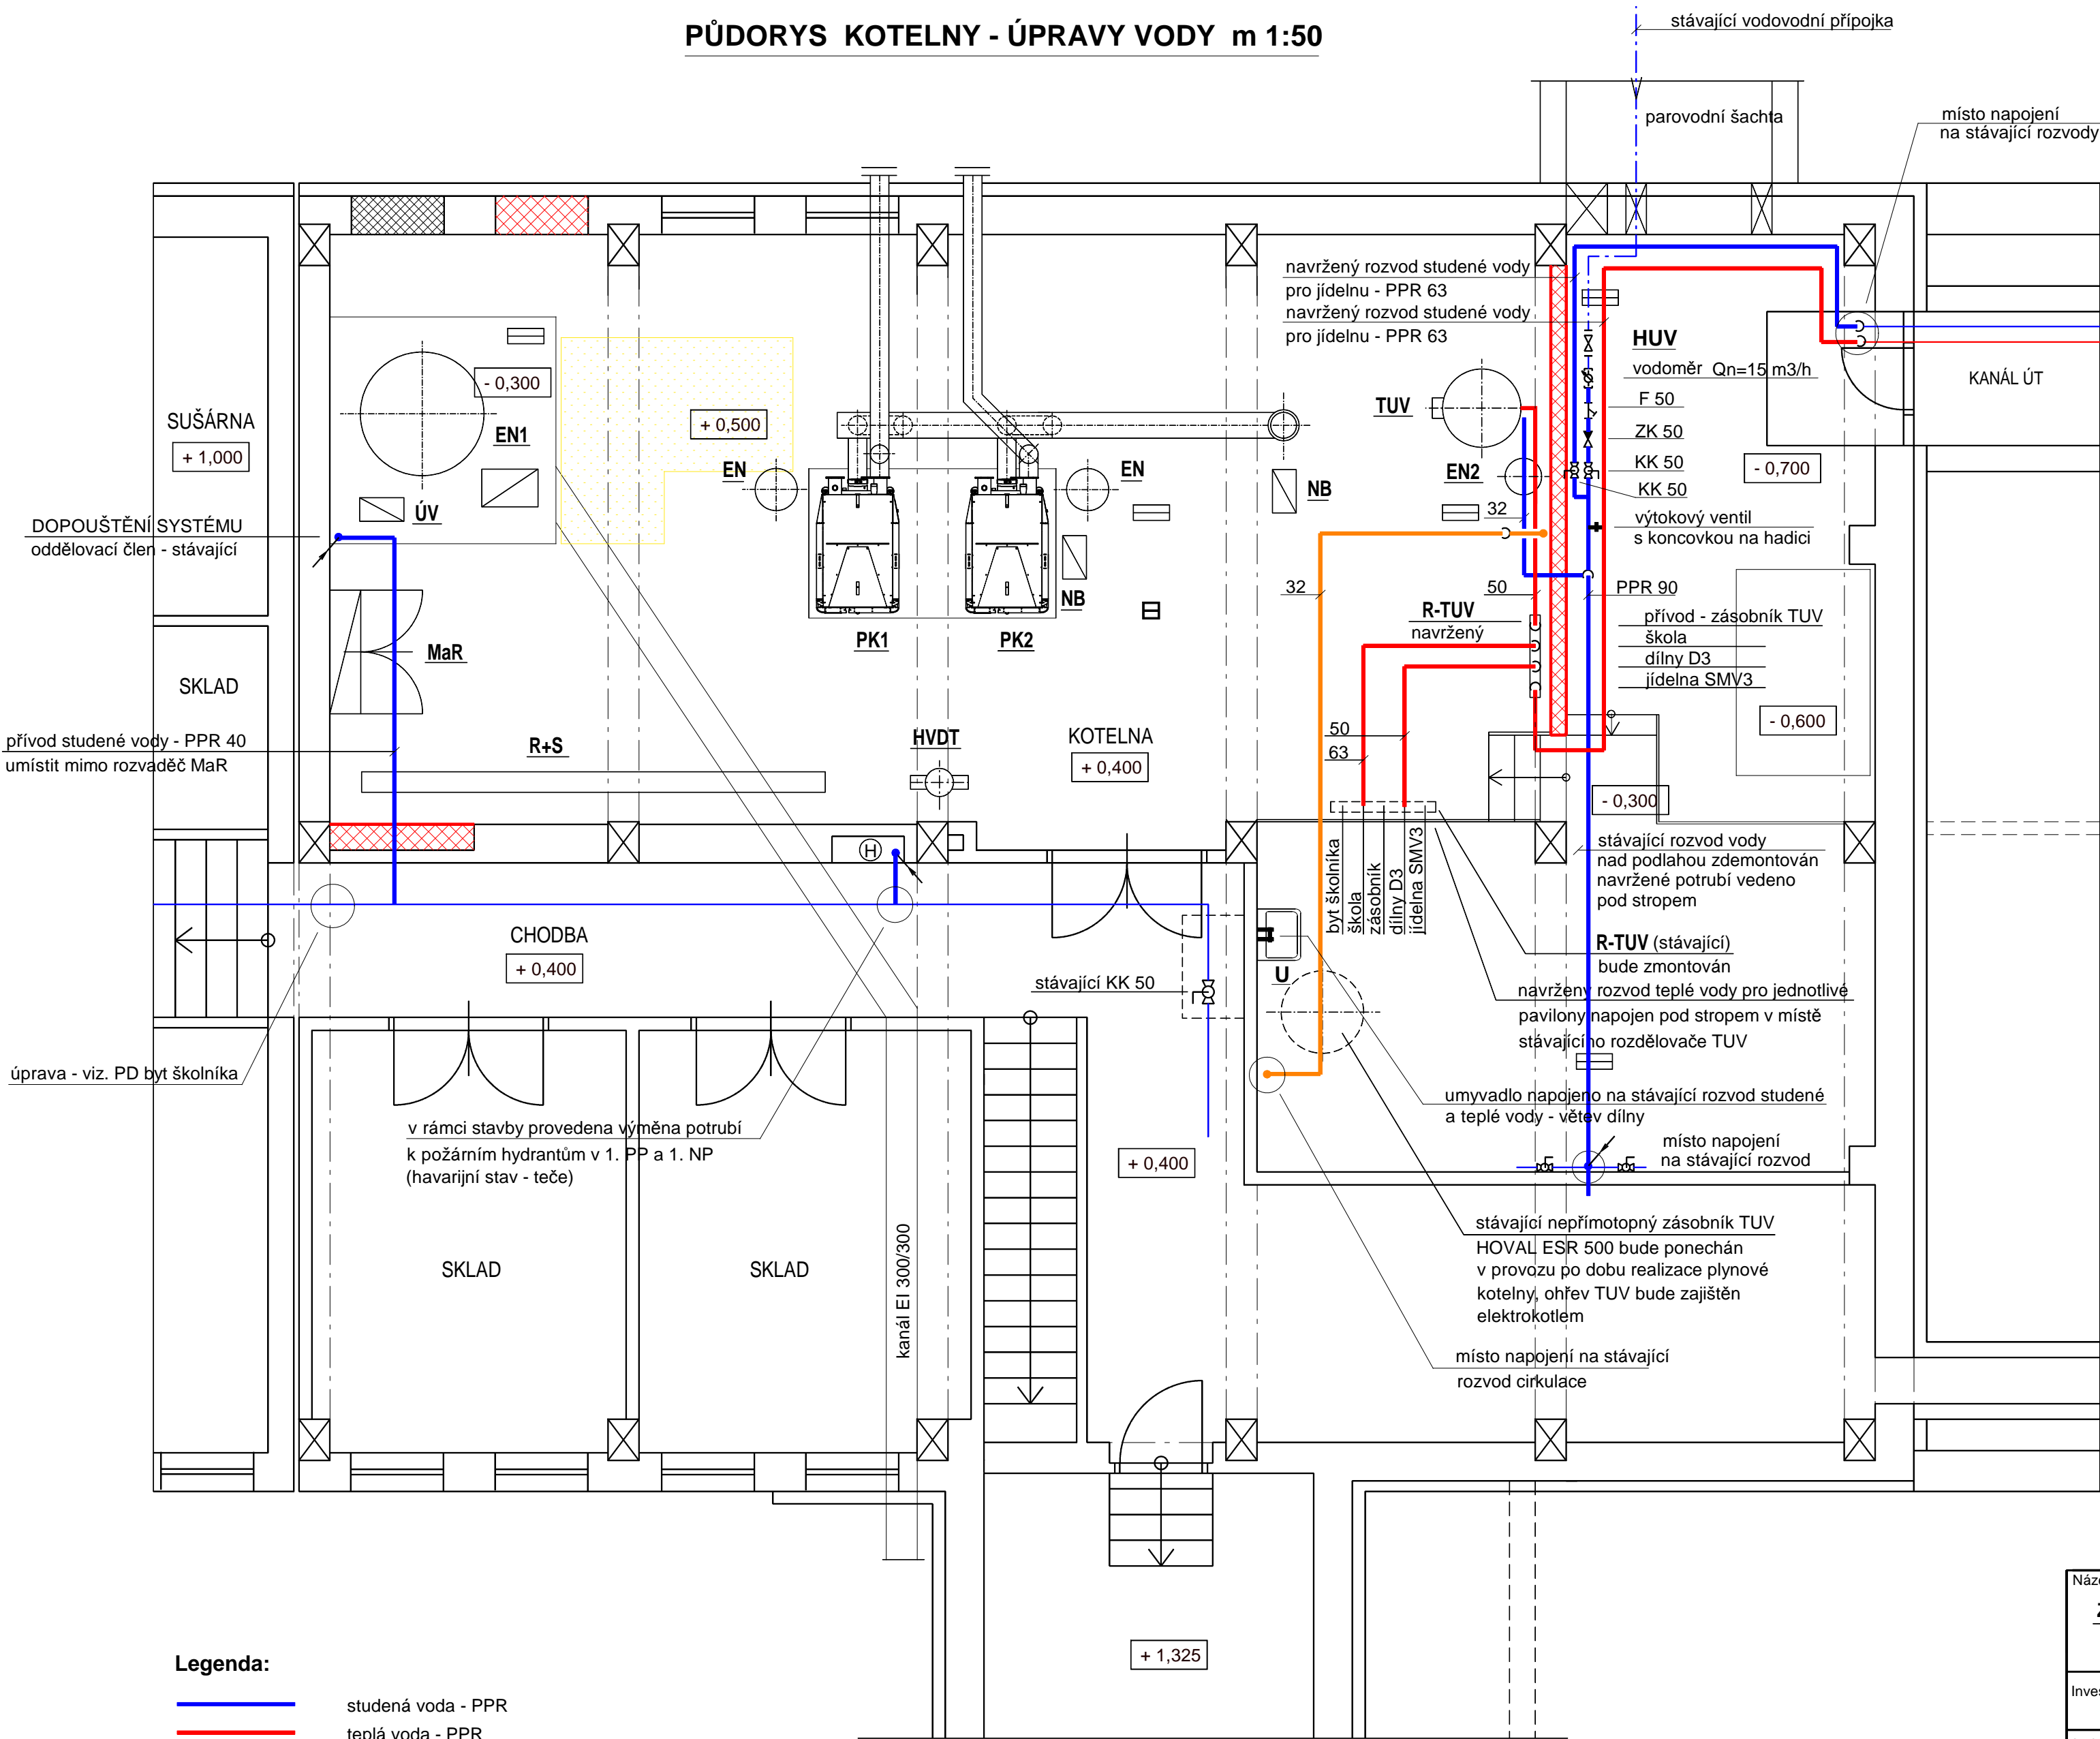 PŮDORYS KOTELNY - ÚPRAVY VODY m 1:50
stávající vodovodní přípojka
parovodní šachta
místo napojení
na stávající rozvody
navržený rozvod studené vody
pro jídelnu - PPR 63
navržený rozvod studené vody
pro jídelnu - PPR 63
HUV
vodoměr Qn=15 m3/h
F 50
ZK 50
KK 50
KK 50
výtokový ventil
s koncovkou na hadici
- 0,700
KANÁL ÚT
SUŠÁRNA
+ 1,000
- 0,300
EN1
+ 0,500
EN
EN
NB
TUV
EN2
32
ÚV
DOPOUŠTĚNÍ SYSTÉMU
oddělovací člen - stávající
NB
PK1
PK2
32
50
PPR 90
R-TUV
navržený
přívod - zásobník TUV
škola
dílny D3
jídelna SMV3
- 0,600
MaR
SKLAD
přívod studené vody - PPR 40
umístit mimo rozvaděč MaR
R+S
HVDT
KOTELNA
+ 0,400
50
63
- 0,300
H
byt školníka
škola
zásobník
dílny D3
jídelna SMV3
stávající rozvod vody
nad podlahou zdemontován
navržené potrubí vedeno
pod stropem
CHODBA
+ 0,400
stávající KK 50
U
R-TUV (stávající)
bude zmontován
navržený rozvod teplé vody pro jednotlivé
pavilony napojen pod stropem v místě
stávajícího rozdělovače TUV
úprava - viz. PD byt školníka
umyvadlo napojeno na stávající rozvod studené
a teplé vody - větev dílny
v rámci stavby provedena výměna potrubí
k požárním hydrantům v 1. PP a 1. NP
(havarijní stav - teče)
+ 0,400
místo napojení
na stávající rozvod
SKLAD
SKLAD
kanál EI 300/300
stávající nepřímotopný zásobník TUV
HOVAL ESR 500 bude ponechán
v provozu po dobu realizace plynové
kotelny, ohřev TUV bude zajištěn
elektrokotlem
místo napojení na stávající
rozvod cirkulace
+ 1,325
Legenda:
studená voda - PPR
teplá voda - PPR